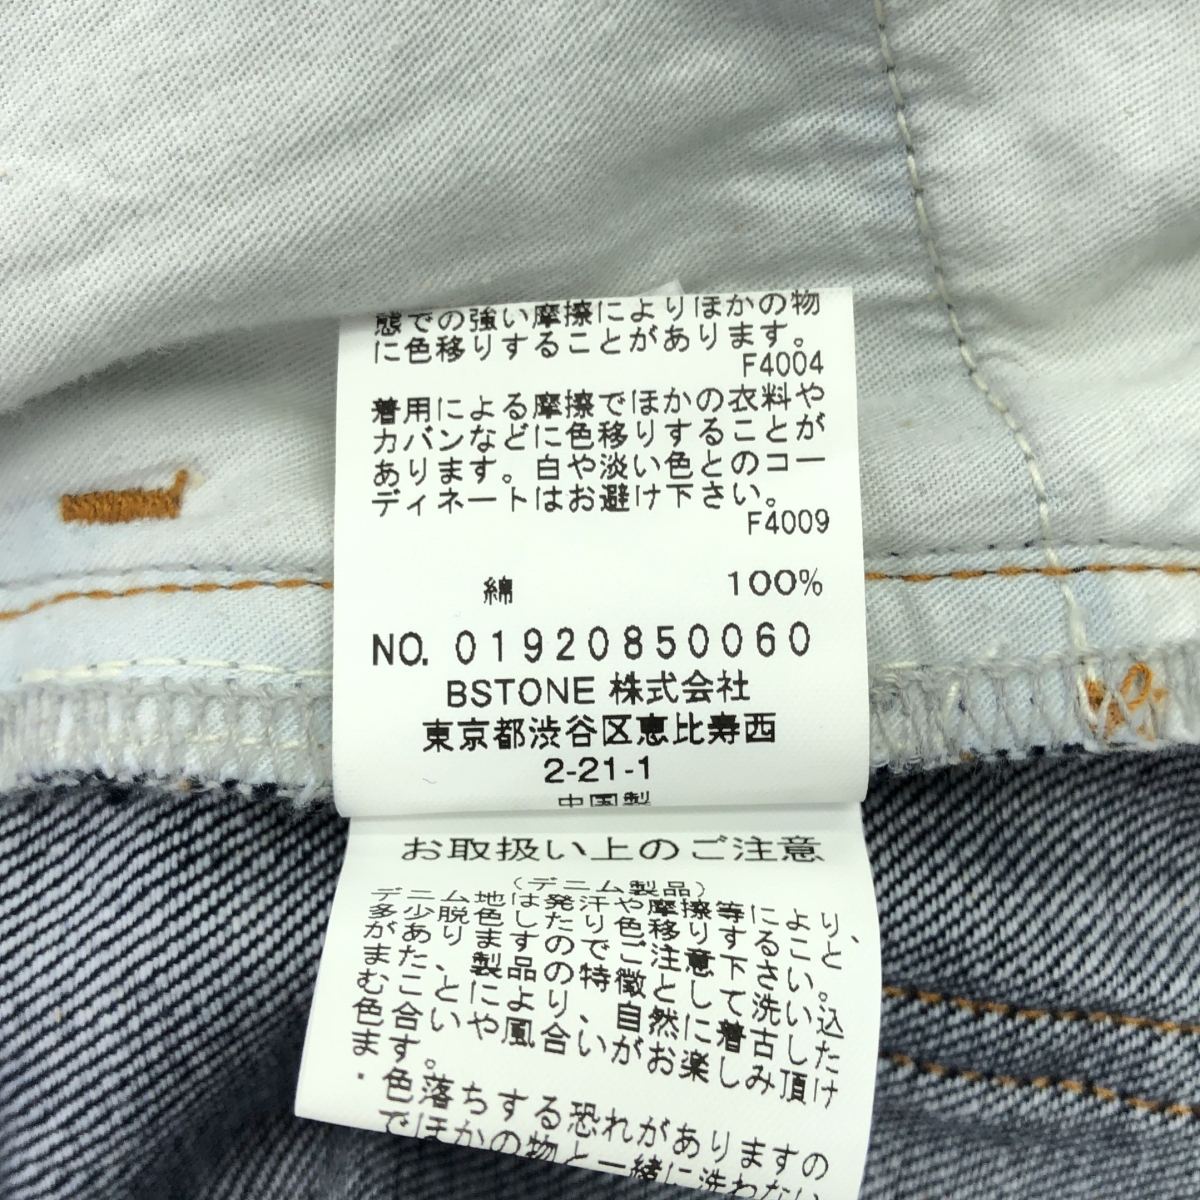 態での強い摩擦によりほかの物
に色移りすることがあります。
F4004
着用による摩擦でほかの衣料や
カバンなどに色移りすることが
あります。白や淡い色とのコー
ディネートはお避け下さい。
F4009
綿 100%
NO. 01920850060
BSTONE 株式会社
東京都渋谷区恵比寿西
2-21-1
中国製
お取扱い上のご注意
(デニム製品)
デニム地は発汗や摩擦等により、
多少脱色したり色移りすること
がありますのでご注意下さい。
また、製品の特徴として洗い込
むことにより、自然に着古した
色合いや風合いがお楽しみ頂け
ます。
・色落ちする恐れがありますの
でほかの物と一緒に洗わない